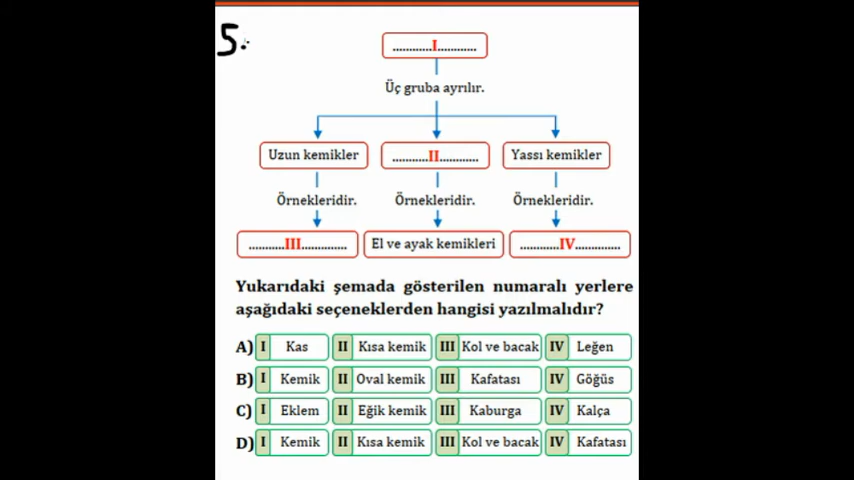 5.
............I............
Üç gruba ayrılır.
Uzun kemikler
...........II............
Yassı kemikler
Örnekleridir.
Örnekleridir.
Örnekleridir.
...........III..............
El ve ayak kemikleri
............IV..............
Yukarıdaki şemada gösterilen numaralı yerlere
aşağıdaki seçeneklerden hangisi yazılmalıdır?
A) I Kas II Kısa kemik III Kol ve bacak IV Leğen
B) I Kemik II Oval kemik III Kafatası IV Göğüs
C) I Eklem II Eğik kemik III Kaburga IV Kalça
D) I Kemik II Kısa kemik III Kol ve bacak IV Kafatası